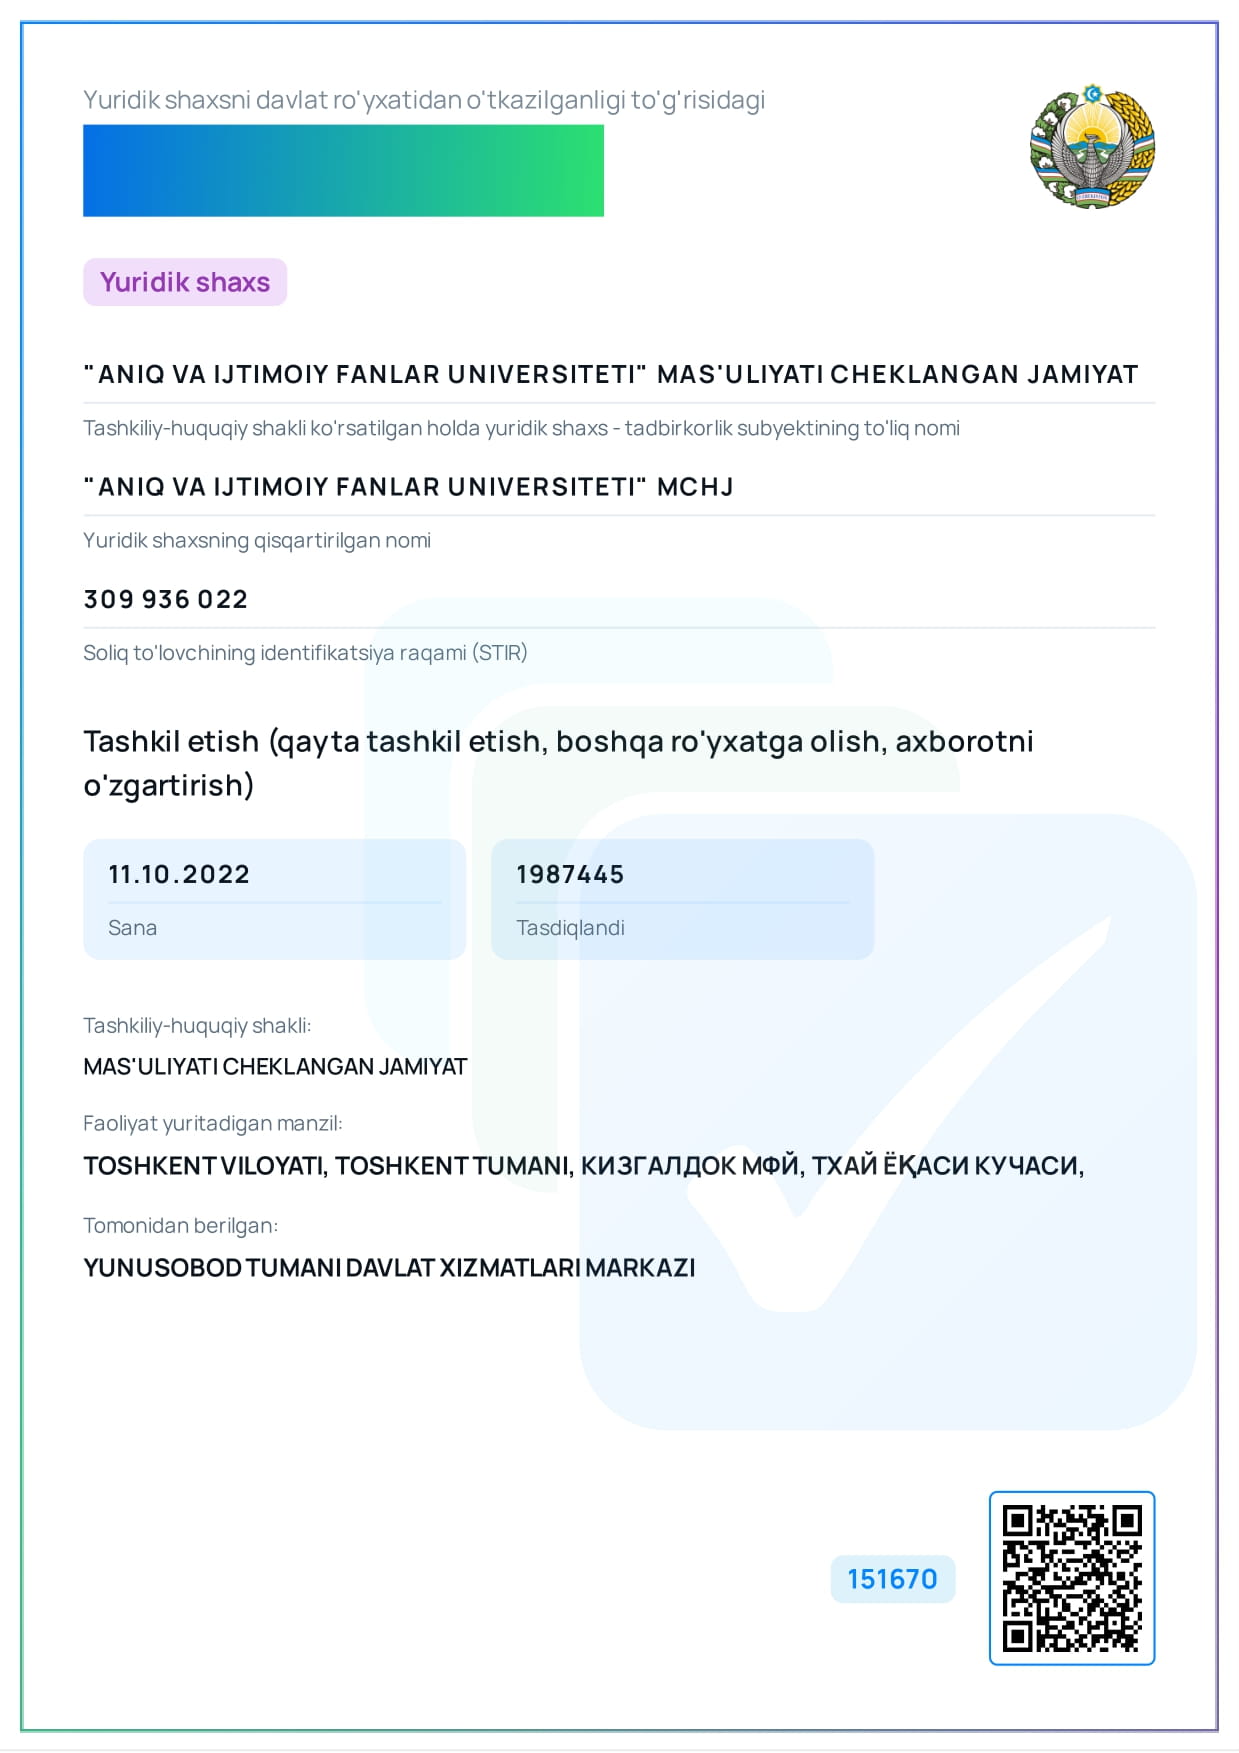 Yuridik shaxsni davlat ro'yxatidan o'tkazilganligi to'g'risidagi
Yuridik shaxs
"ANIQ VA IJTIMOIY FANLAR UNIVERSITETI" MAS'ULIYATI CHEKLANGAN JAMIYAT
Tashkiliy-huquqiy shakli ko'rsatilgan holda yuridik shaxs - tadbirkorlik subyektining to'liq nomi
"ANIQ VA IJTIMOIY FANLAR UNIVERSITETI" MCHJ
Yuridik shaxsning qisqartirilgan nomi
309 936 022
Soliq to'lovchining identifikatsiya raqami (STIR)
Tashkil etish (qayta tashkil etish, boshqa ro'yxatga olish, axborotni
o'zgartirish)
11.10.2022
Sana
1987445
Tasdiqlandi
Tashkiliy-huquqiy shakli:
MAS'ULIYATI CHEKLANGAN JAMIYAT
Faoliyat yuritadigan manzil:
TOSHKENT VILOYATI, TOSHKENT TUMANI, КИЗГАЛДОК МФЙ, ТХАЙ ЁҚАСИ КУЧАСИ,
Tomonidan berilgan:
YUNUSOBOD TUMANI DAVLAT XIZMATLARI MARKAZI
151670